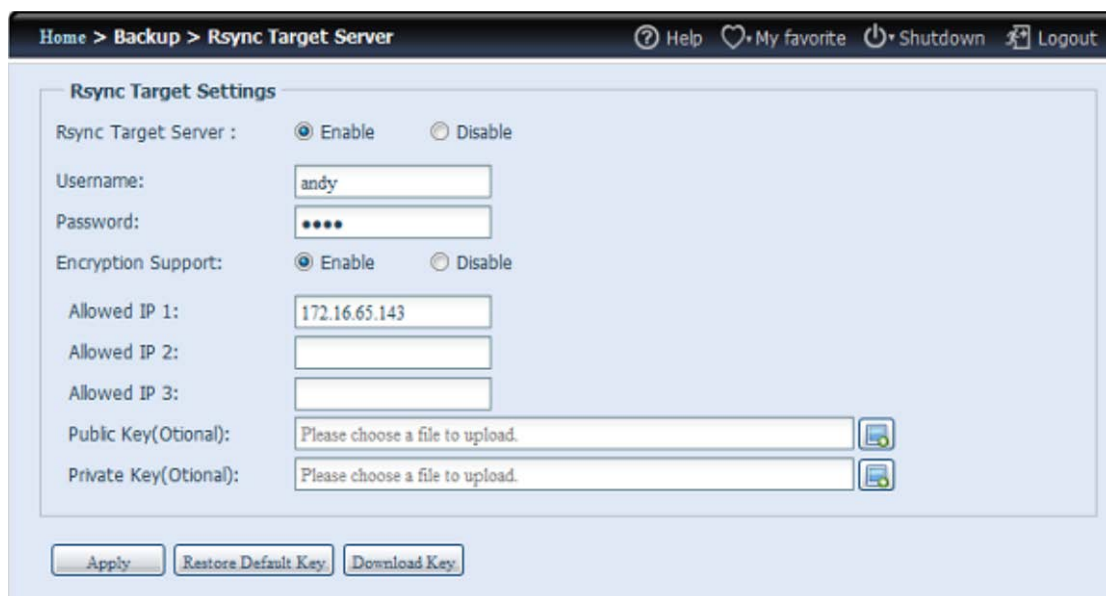 Home > Backup > Rsync Target Server
Help My favorite Shutdown Logout
Rsync Target Settings
Rsync Target Server : Enable Disable
Username: andy
Password: ••••
Encryption Support: Enable Disable
Allowed IP 1: 172.16.65.143
Allowed IP 2:
Allowed IP 3:
Public Key(Otional): Please choose a file to upload.
Private Key(Otional): Please choose a file to upload.
Apply Restore Default Key Download Key